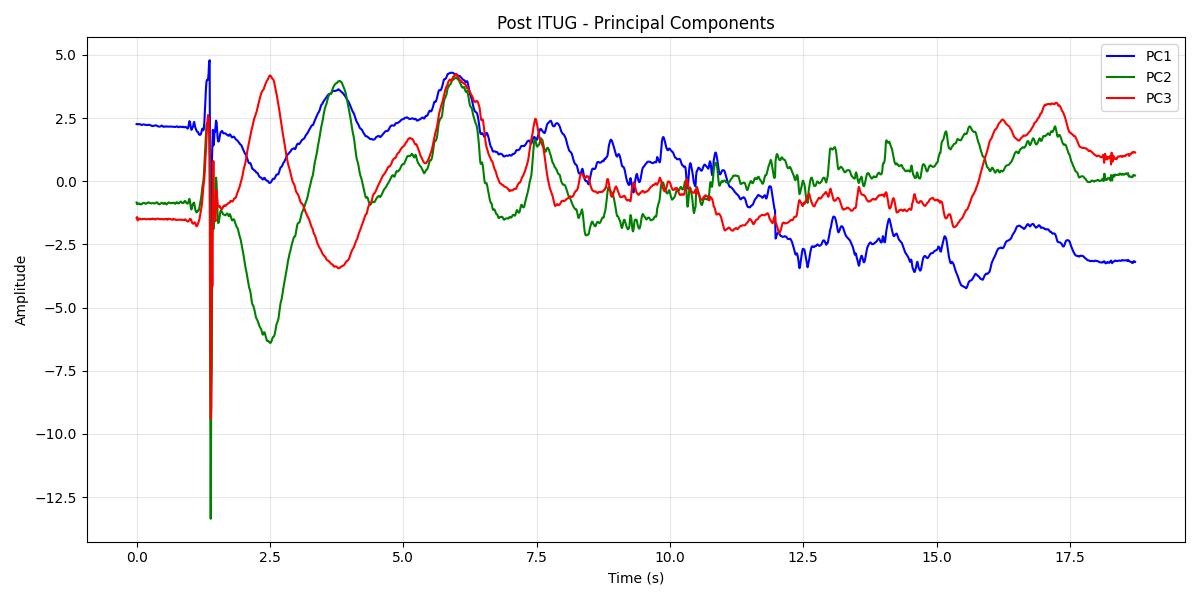 Post ITUG - Principal Components
PC1
PC2
PC3
Amplitude
5.0
2.5
0.0
−2.5
−5.0
−7.5
−10.0
−12.5
0.0 2.5 5.0 7.5 10.0 12.5 15.0 17.5
Time (s)